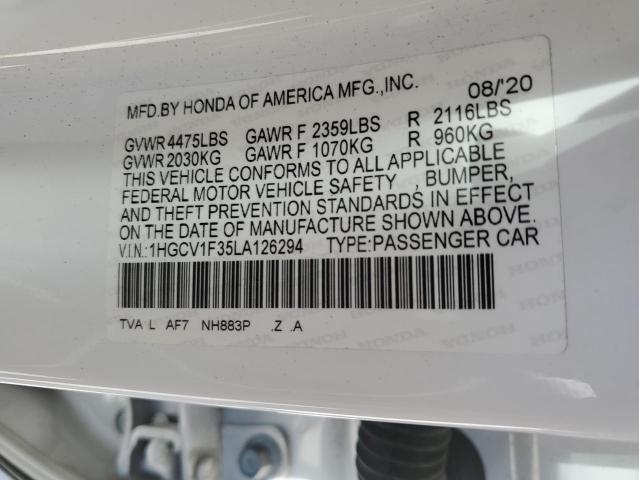 MFD.BY HONDA OF AMERICA MFG.,INC. 08/'20
GVWR 4475LBS GAWR F 2359LBS R 2116LBS
GVWR 2030KG GAWR F 1070KG R 960KG
THIS VEHICLE CONFORMS TO ALL APPLICABLE
FEDERAL MOTOR VEHICLE SAFETY , BUMPER,
AND THEFT PREVENTION STANDARDS IN EFFECT
ON THE DATE OF MANUFACTURE SHOWN ABOVE.
V.I.N.:1HGCV1F35LA126294 TYPE:PASSENGER CAR
TVA L AF7 NH883P .Z .A